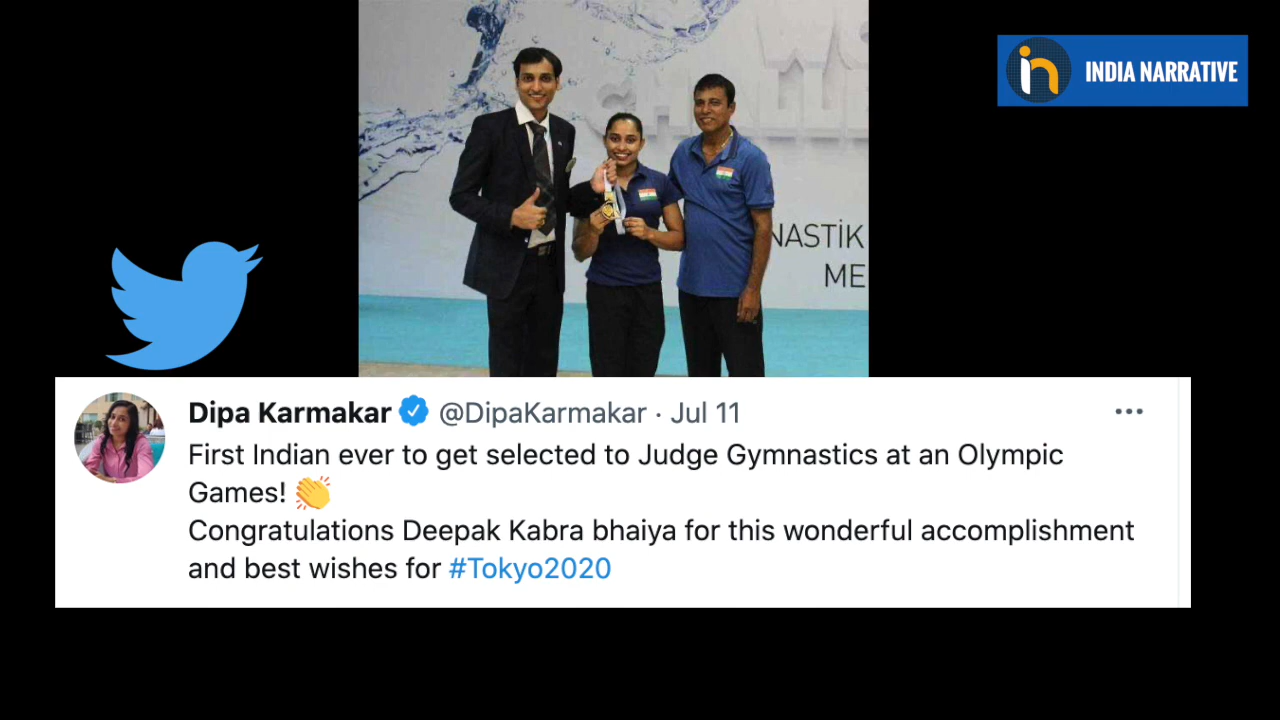 INDIA NARRATIVE
NASTİK
ME
Dipa Karmakar @DipaKarmakar · Jul 11
First Indian ever to get selected to Judge Gymnastics at an Olympic
Games! 👏
Congratulations Deepak Kabra bhaiya for this wonderful accomplishment
and best wishes for #Tokyo2020